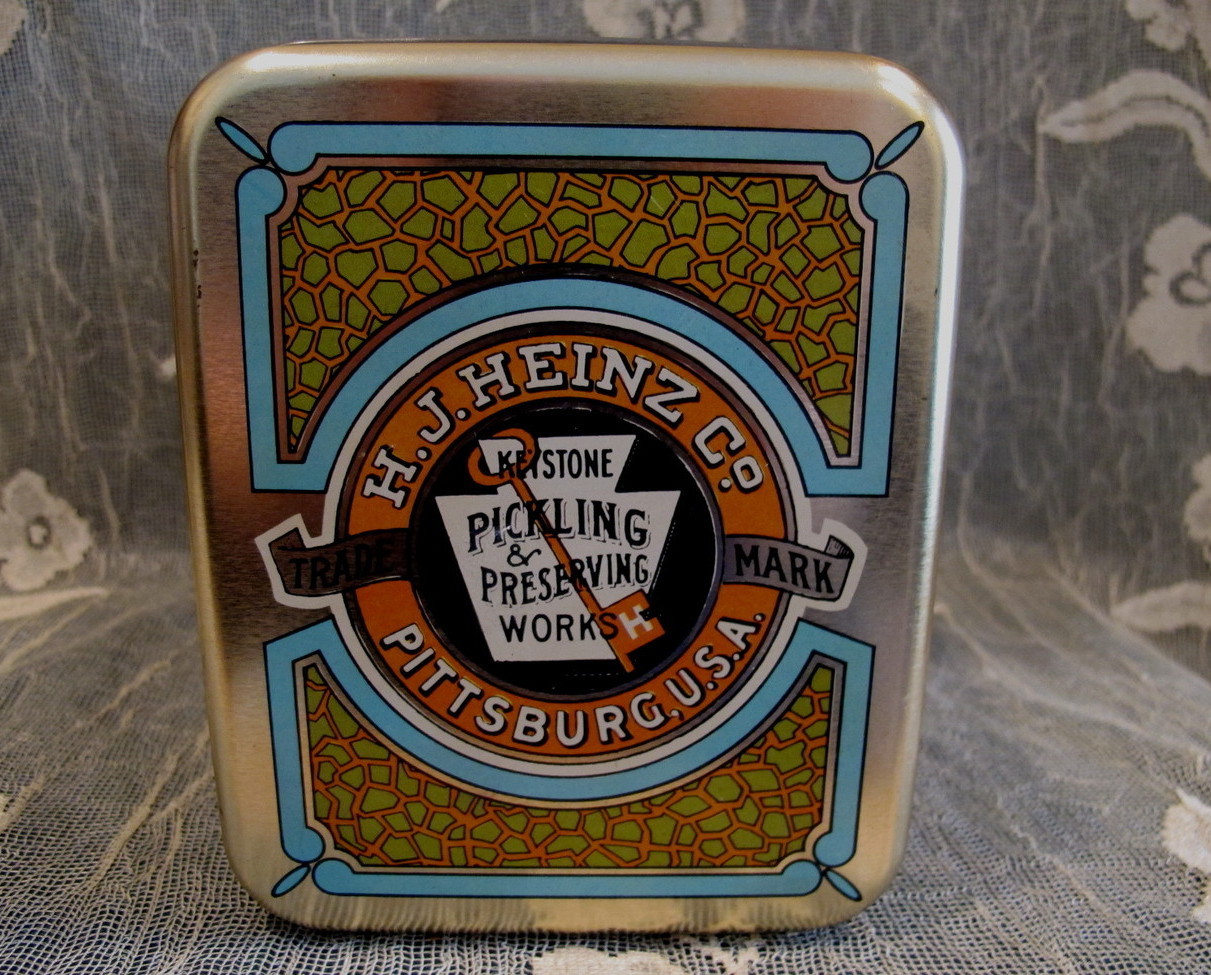 H.J. HEINZ Co
KEYSTONE
PICKLING
&
PRESERVING
WORKS
H
TRADE MARK
PITTSBURG, U.S.A.